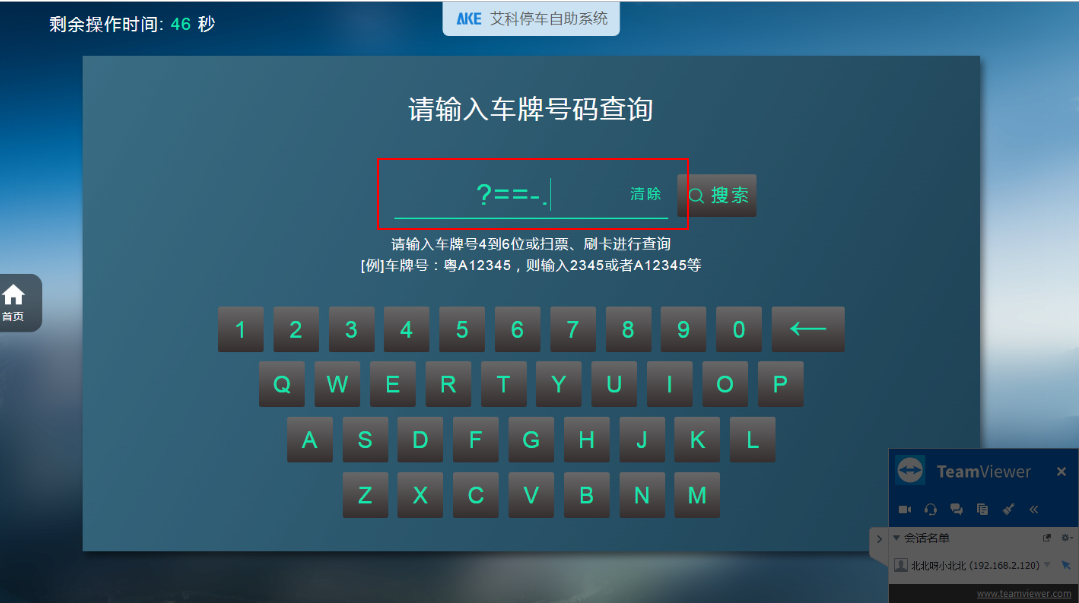 剩余操作时间: 46 秒
AKE 艾科停车自助系统
请输入车牌号码查询
?==-. 清除 搜索
请输入车牌号4到6位或扫票、刷卡进行查询
[例]车牌号：粤A12345，则输入2345或者A12345等
首页
1 2 3 4 5 6 7 8 9 0 ←
Q W E R T Y U I O P
A S D F G H J K L
Z X C V B N M
TeamViewer
会话名单
北北吗小北北 (192.168.2.120)
www.teamviewer.com